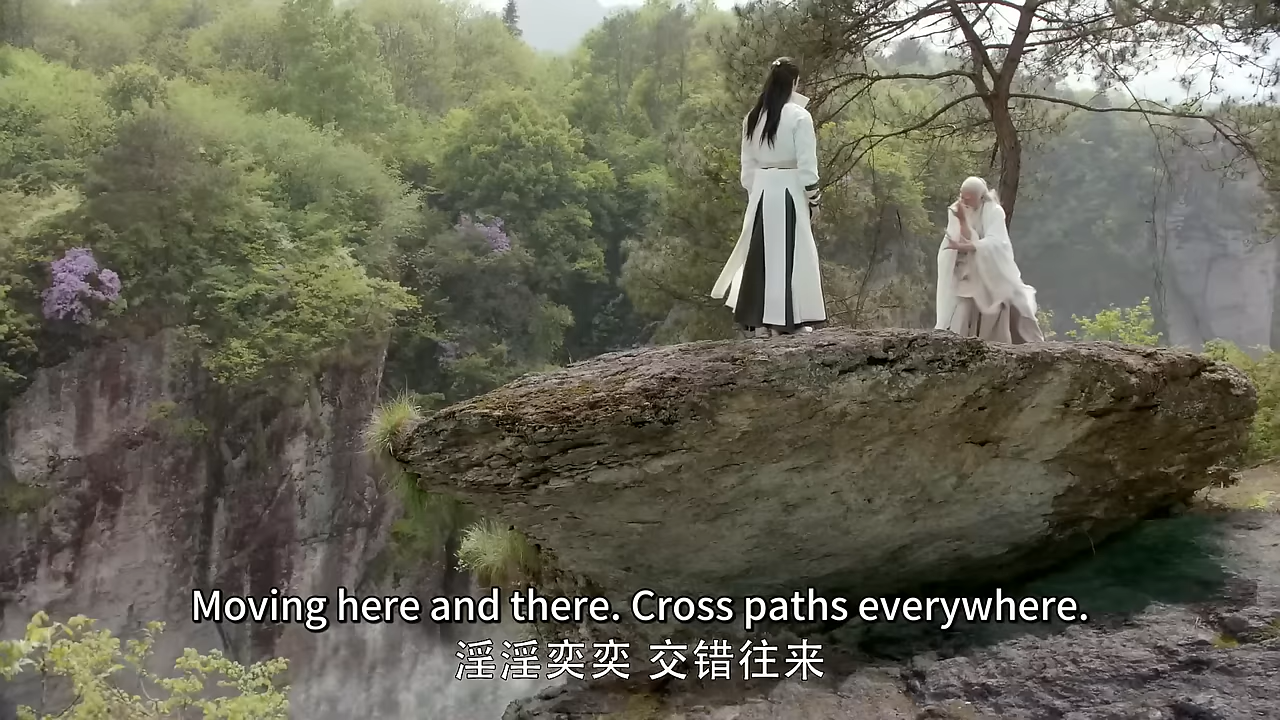 Moving here and there. Cross paths everywhere.
淫淫奕奕 交错往来